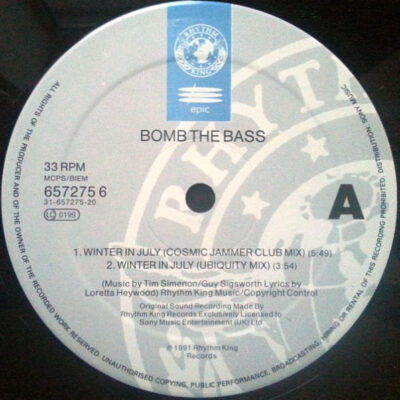 RHYTHM
KING
epic
BOMB THE BASS
33 RPM
MCPS/BIEM
657275 6
31-657275-20
LC 0199
A
1. WINTER IN JULY (COSMIC JAMMER CLUB MIX) (5:49)
2. WINTER IN JULY (UBIQUITY MIX) (3:54)
(Music by Tim Simenon/Guy Sigsworth Lyrics by
Loretta Heywood) Rhythm King Music/Copyright Control
Original Sound Recording Made By
Rhythm King Records Exclusively Licensed to
Sony Music Entertainment (UK) Ltd.
℗ 1991 Rhythm King
Records
ALL RIGHTS OF THE PRODUCER AND OF THE OWNER OF THE RECORDED WORK RESERVED. UNAUTHORISED COPYING, PUBLIC PERFORMANCE, BROADCASTING, HIRING OR RENTAL OF THIS RECORDING PROHIBITED. DISTRIBUTION: SONY MUSIC
RHYTHM